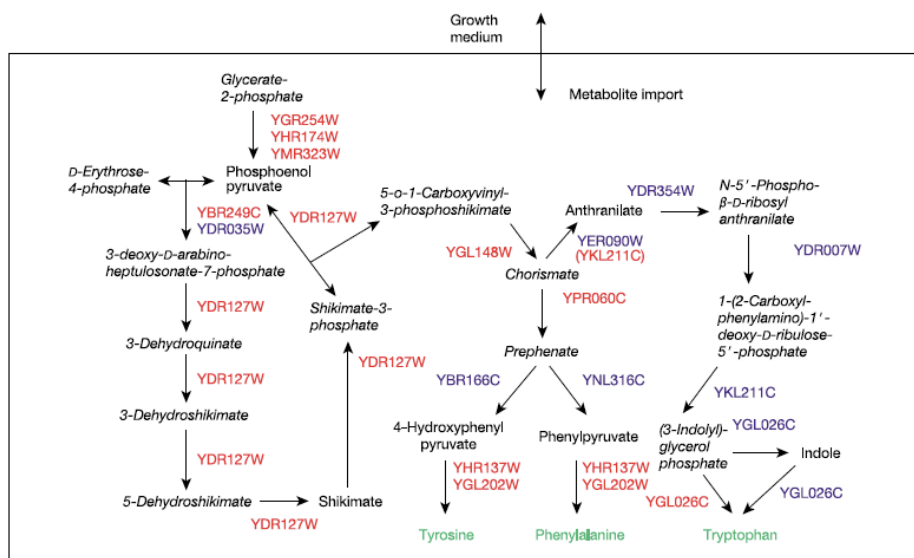 Growth
medium
Metabolite import
Glycerate-
2-phosphate
YGR254W
YHR174W
YMR323W
D-Erythrose-
4-phosphate
Phosphoenol
pyruvate
YBR249C
YDR035W
YDR127W
3-deoxy-D-arabino-
heptulosonate-7-phosphate
YDR127W
3-Dehydroquinate
YDR127W
3-Dehydroshikimate
YDR127W
5-Dehydroshikimate
YDR127W
Shikimate
YDR127W
Shikimate-3-
phosphate
5-o-1-Carboxyvinyl-
3-phosphoshikimate
YGL148W
Chorismate
YER090W
(YKL211C)
Anthranilate
YDR354W
N-5'-Phospho-
β-D-ribosyl
anthranilate
YDR007W
1-(2-Carboxyl-
phenylamino)-1'-
deoxy-D-ribulose-
5'-phosphate
YKL211C
(3-Indolyl)-
glycerol
phosphate
YGL026C
Indole
YGL026C
YGL026C
Tryptophan
YPR060C
Prephenate
YBR166C
YNL316C
4-Hydroxyphenyl
pyruvate
YHR137W
YGL202W
Tyrosine
Phenylpyruvate
YHR137W
YGL202W
Phenylalanine